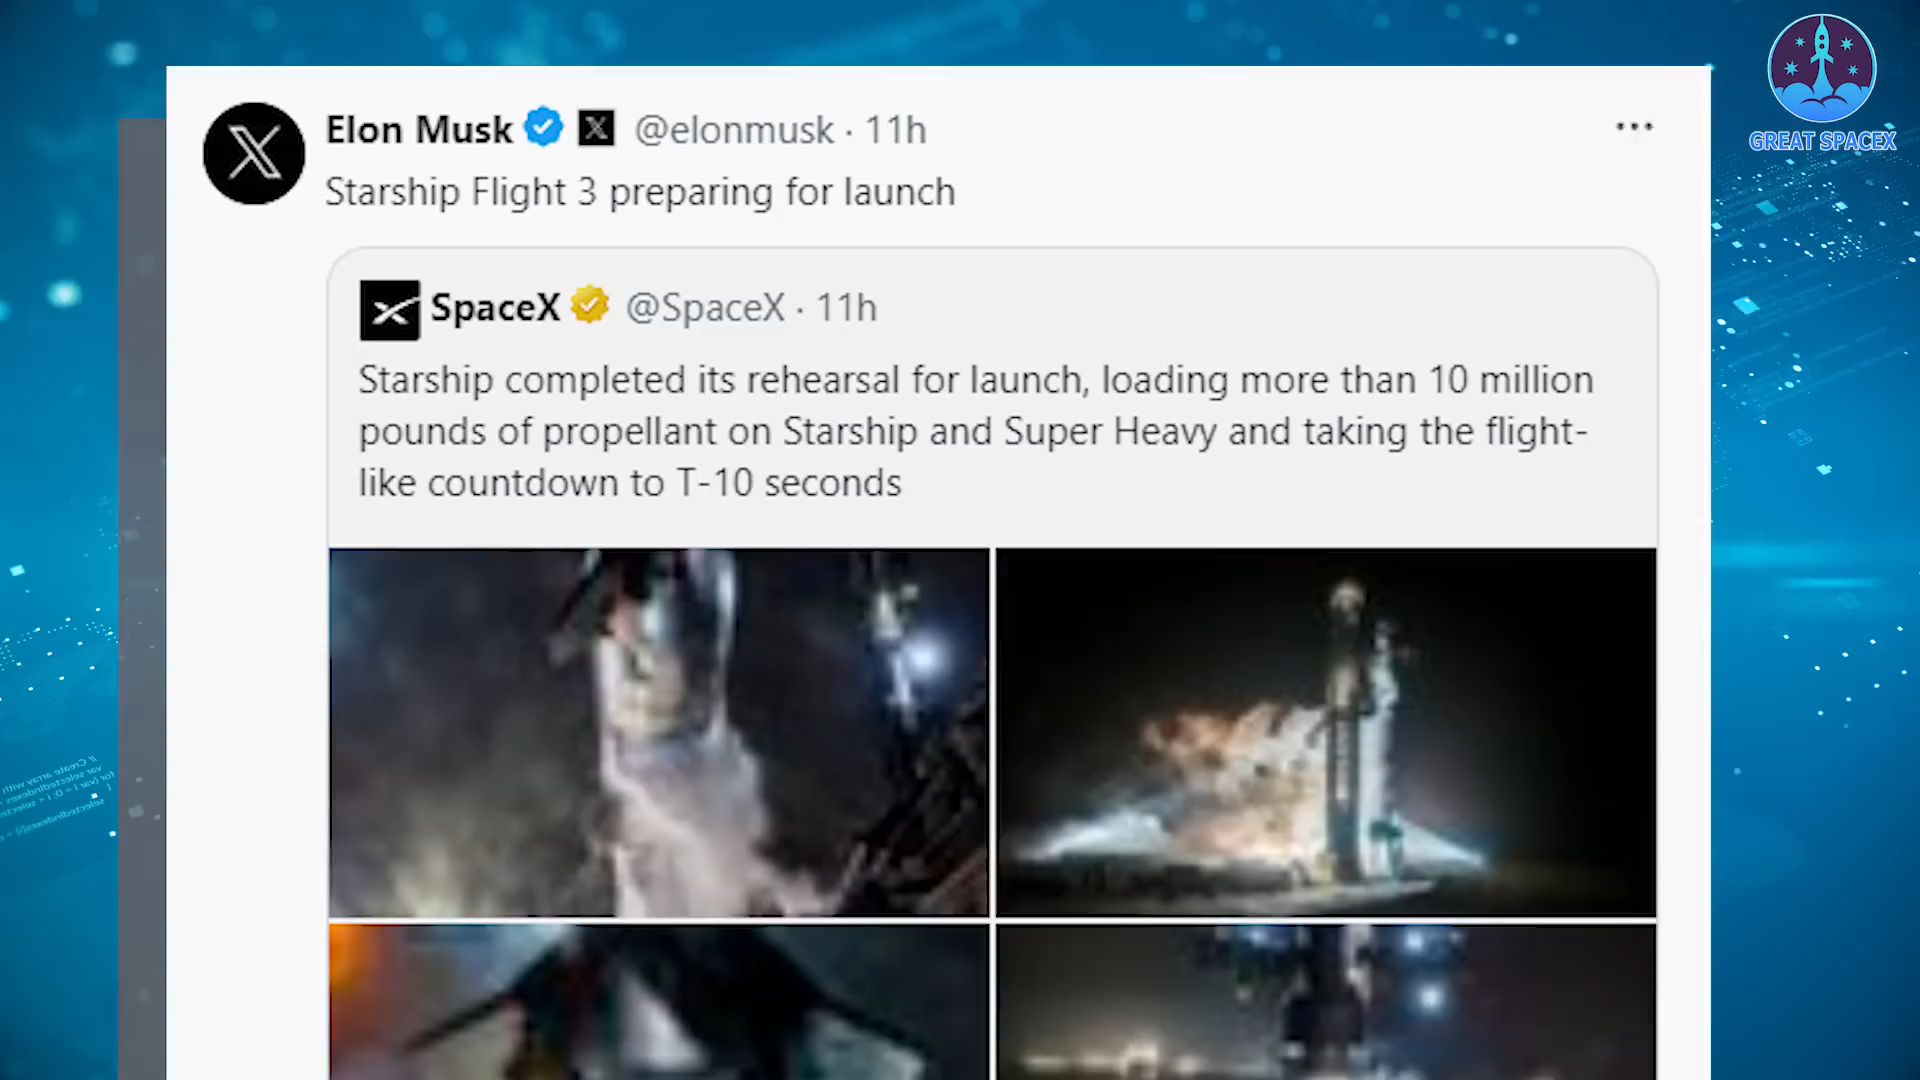 GREAT SPACEX
Elon Musk @elonmusk · 11h
Starship Flight 3 preparing for launch
SpaceX @SpaceX · 11h
Starship completed its rehearsal for launch, loading more than 10 million
pounds of propellant on Starship and Super Heavy and taking the flight-
like countdown to T-10 seconds